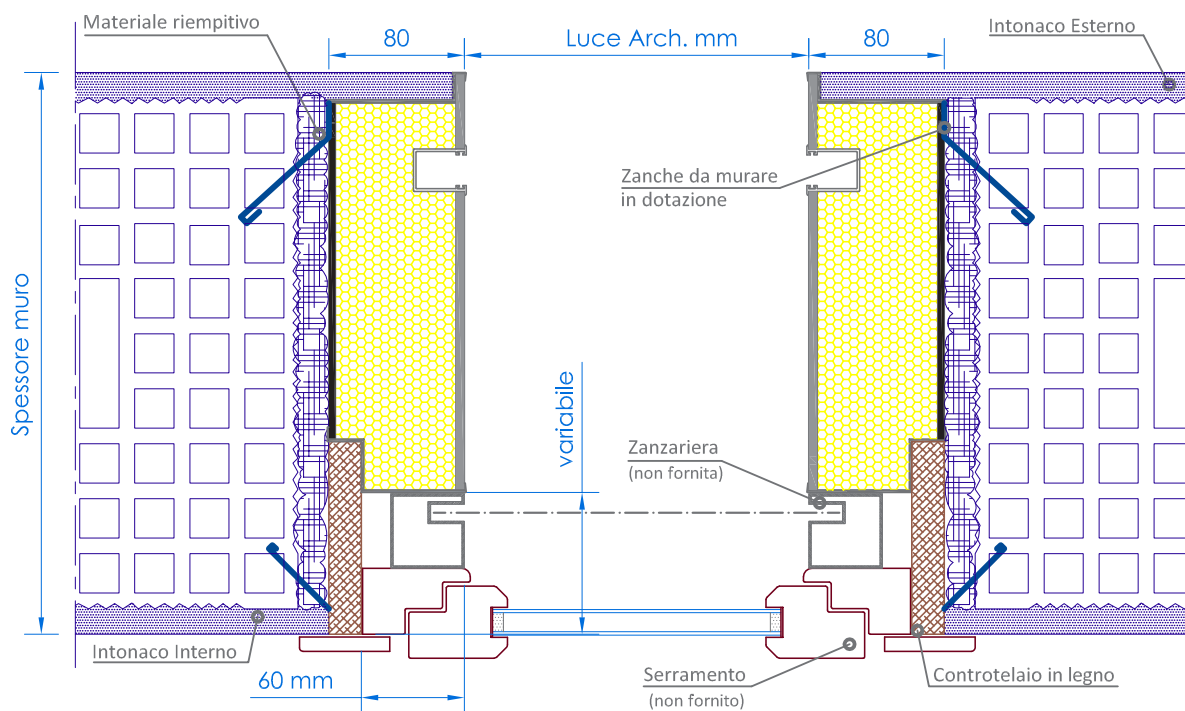 Materiale riempitivo
80
Luce Arch. mm
80
Intonaco Esterno
Zanche da murare
in dotazione
Spessore muro
variabile
Zanzariera
(non fornita)
Intonaco Interno
60 mm
Serramento
(non fornito)
Controtelaio in legno